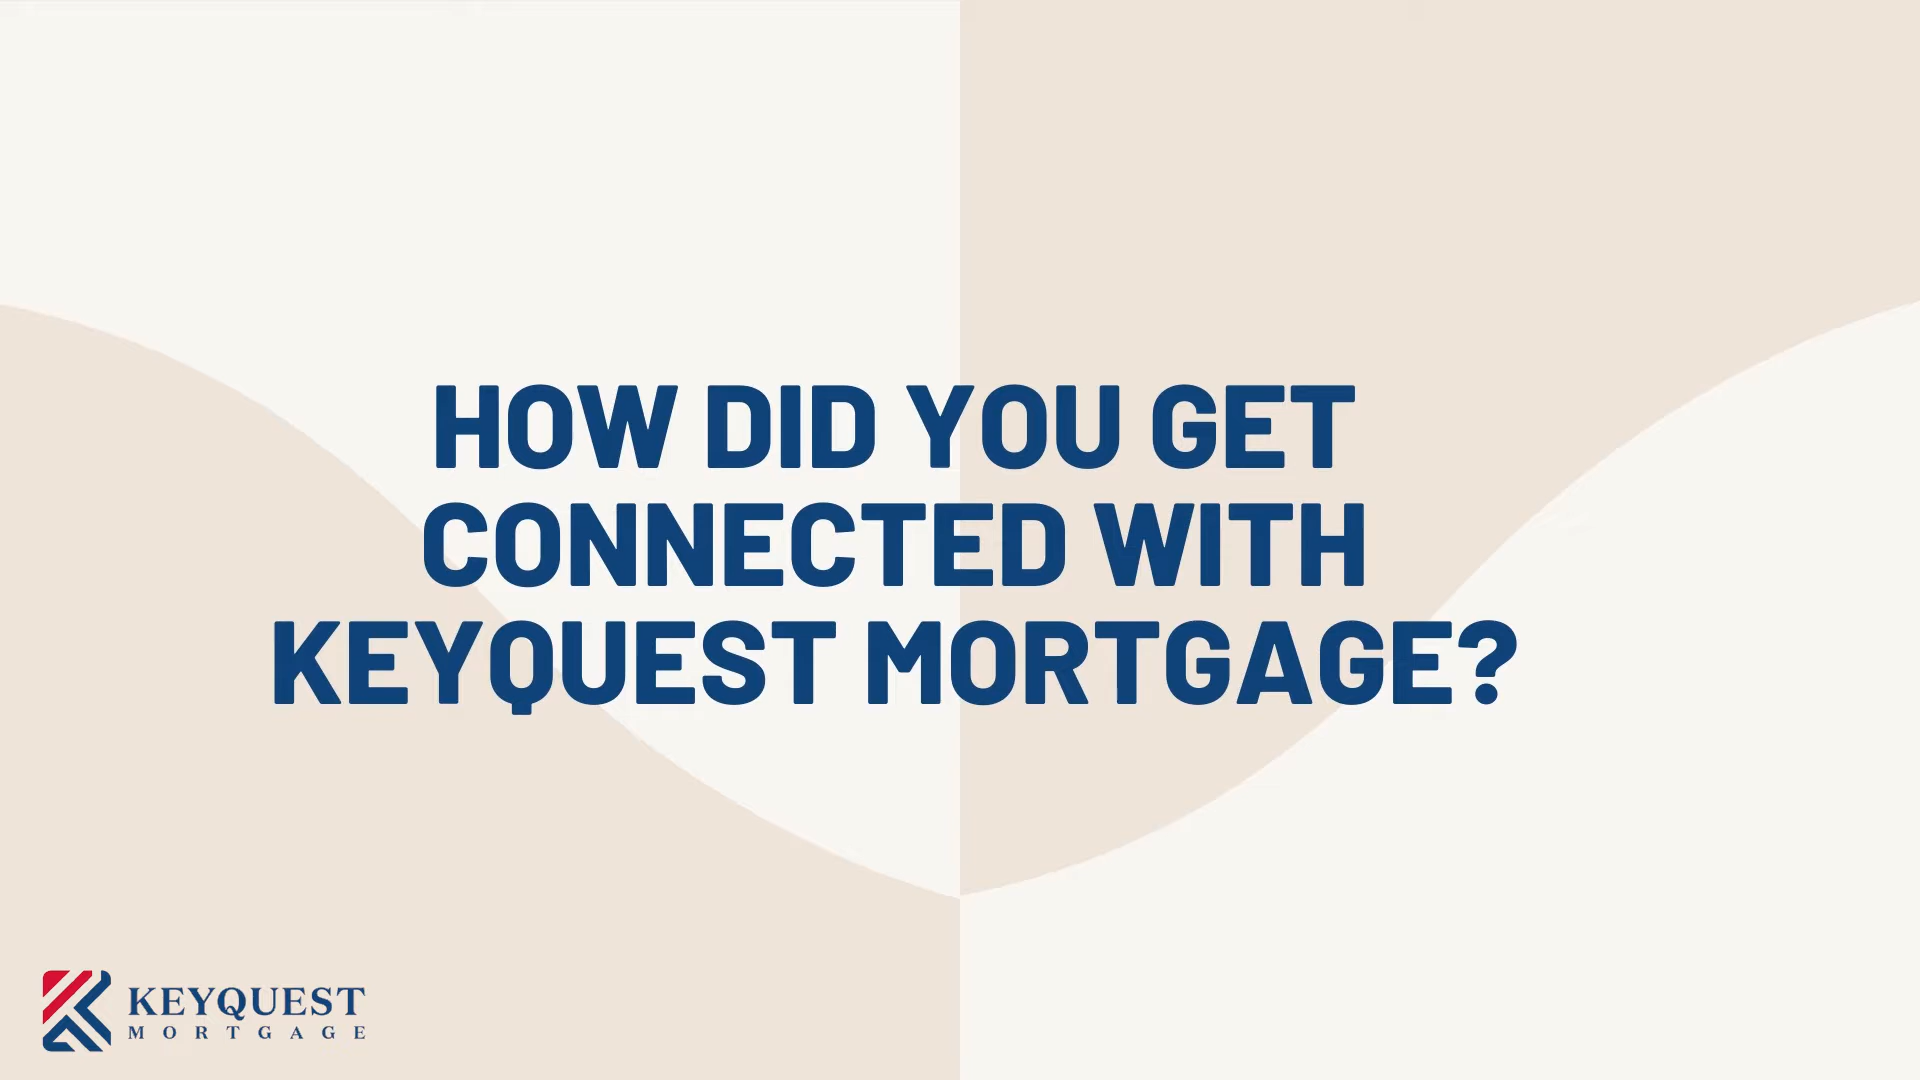 HOW DID YOU GET
CONNECTED WITH
KEYQUEST MORTGAGE?
KEYQUEST
MORTGAGE